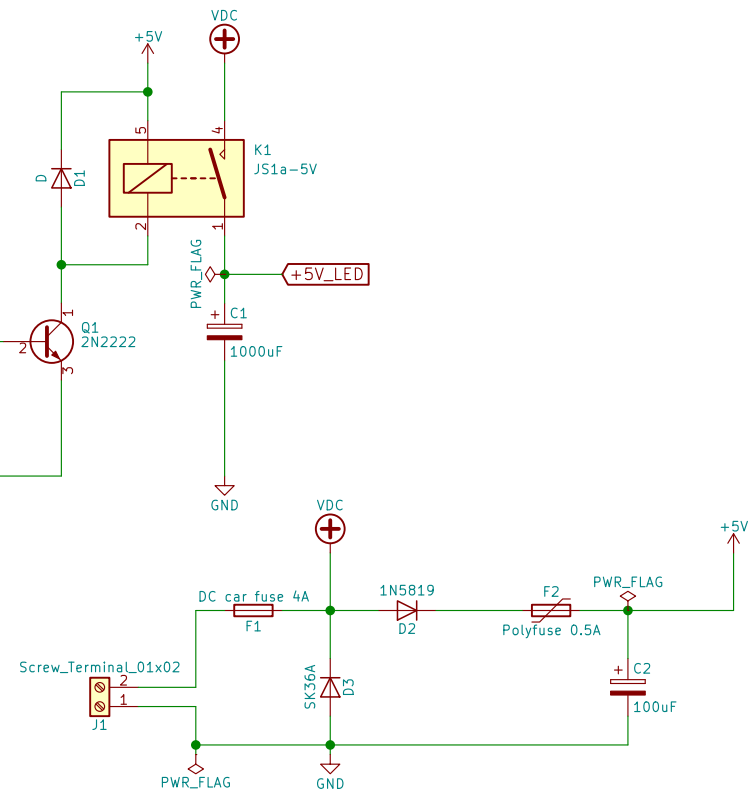 VDC
+5V
5
4
K1
JS1a-5V
D
D1
2
1
PWR_FLAG
+5V_LED
+
C1
1
Q1
2N2222
2
3
1000uF
GND
VDC
+5V
DC car fuse 4A
F1
1N5819
D2
F2
Polyfuse 0.5A
PWR_FLAG
Screw_Terminal_01x02
2
1
J1
SK36A
D3
+
C2
100uF
PWR_FLAG
GND